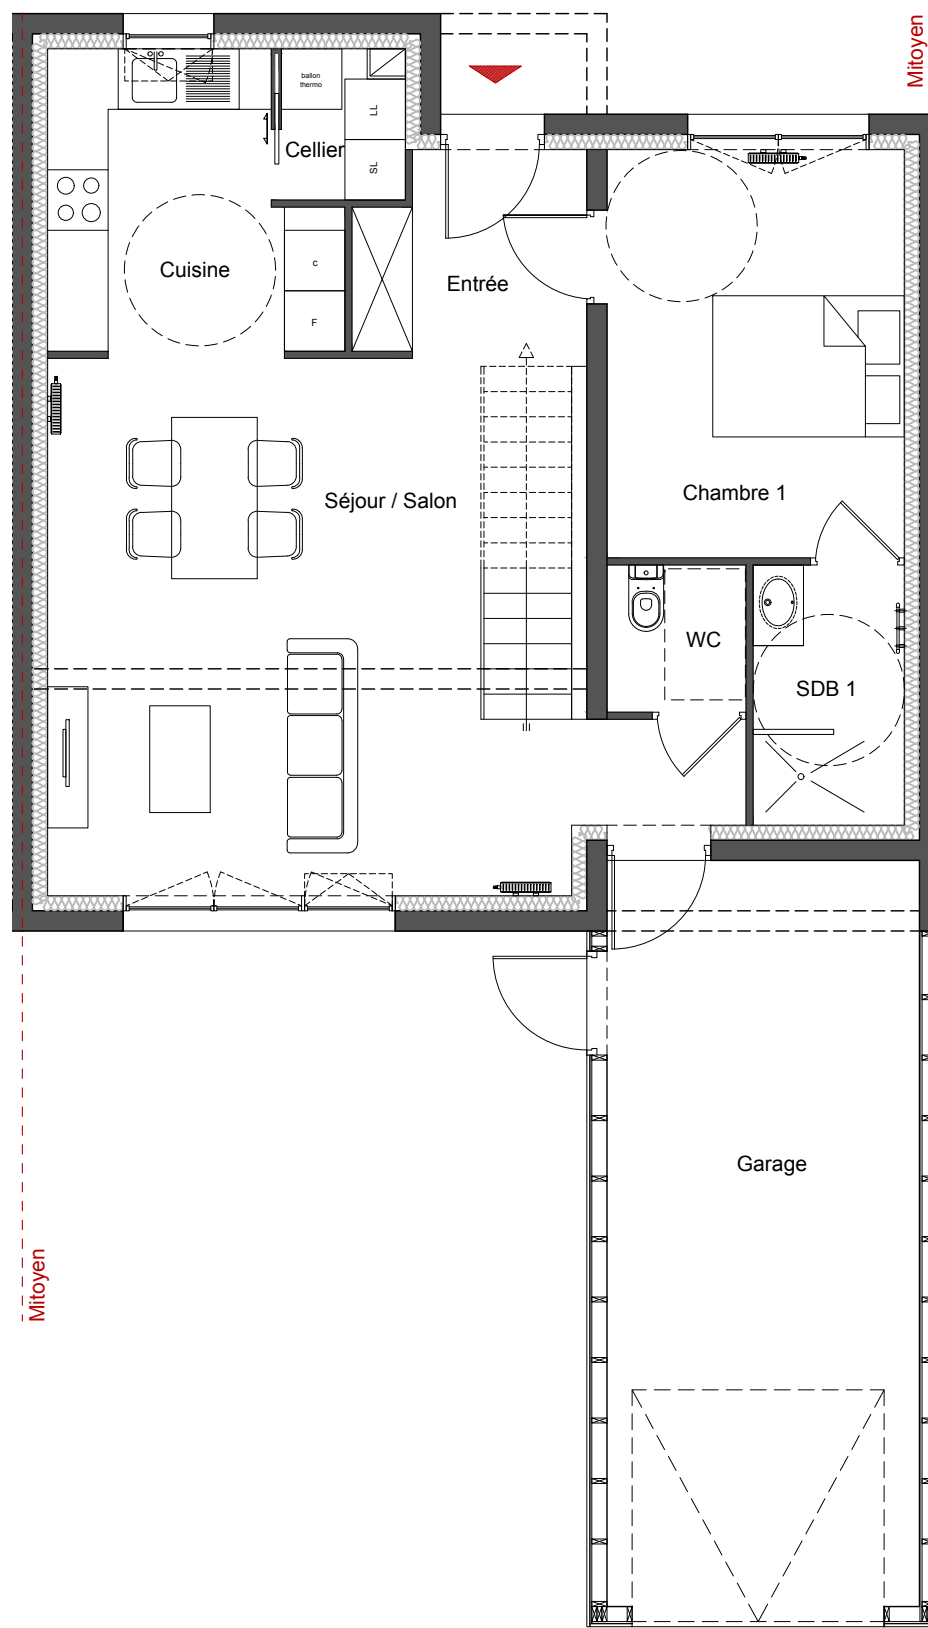 Mitoyen
ballon
thermo
LL
Cellier
SL
Cuisine
C
Entrée
F
Chambre 1
Séjour / Salon
WC
SDB 1
Garage
Mitoyen